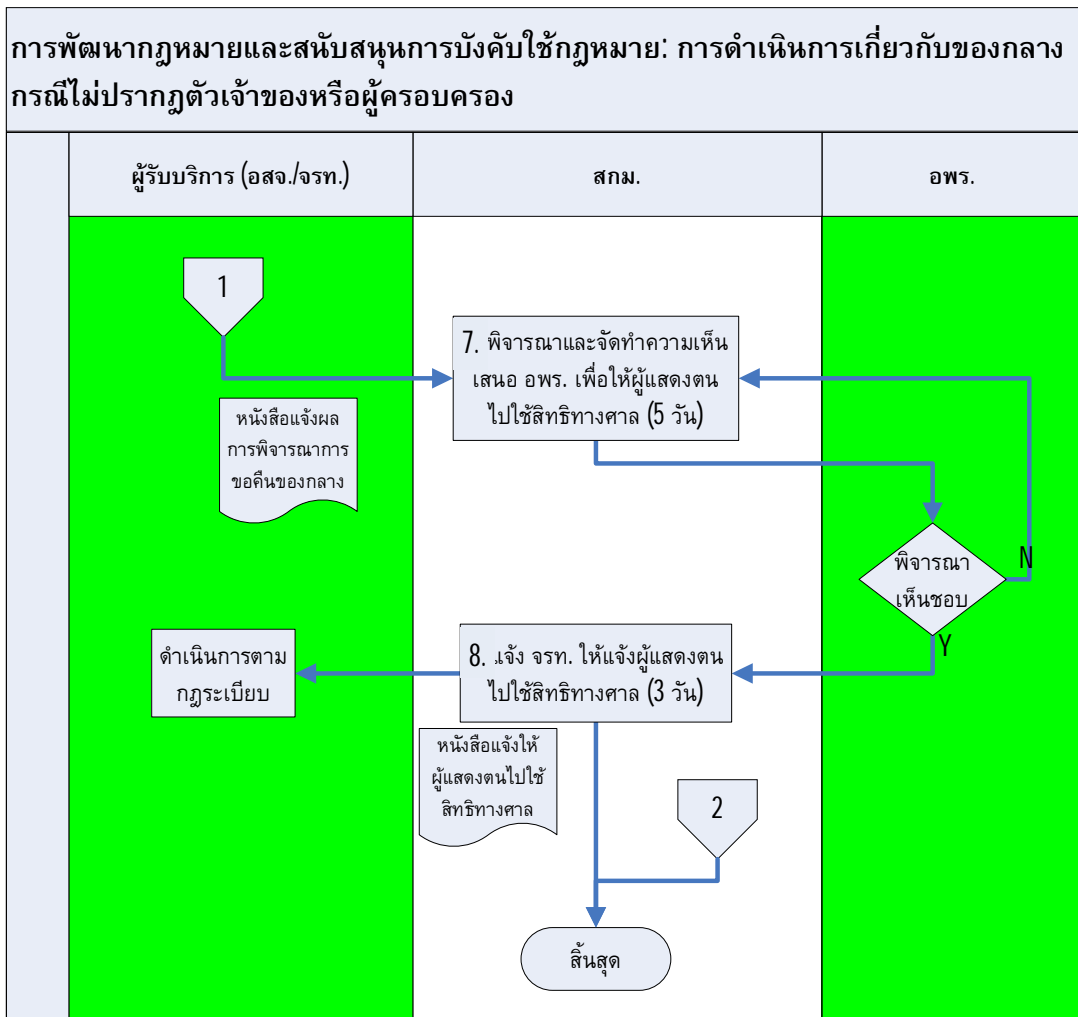 การพัฒนากฎหมายและสนับสนุนการบังคับใช้กฎหมาย: การดำเนินการเกี่ยวกับของกลาง
กรณีไม่ปรากฎตัวเจ้าของหรือผู้ครอบครอง
ผู้รับบริการ (อสจ./จรท.)
สกม.
อพร.
1
7. พิจารณาและจัดทำความเห็น
เสนอ อพร. เพื่อให้ผู้แสดงตน
ไปใช้สิทธิทางศาล (5 วัน)
หนังสือแจ้งผล
การพิจารณาการ
ขอคืนของกลาง
พิจารณา
เห็นชอบ
N
Y
8. แจ้ง จรท. ให้แจ้งผู้แสดงตน
ไปใช้สิทธิทางศาล (3 วัน)
ดำเนินการตาม
กฎระเบียบ
หนังสือแจ้งให้
ผู้แสดงตนไปใช้
สิทธิทางศาล
2
สิ้นสุด